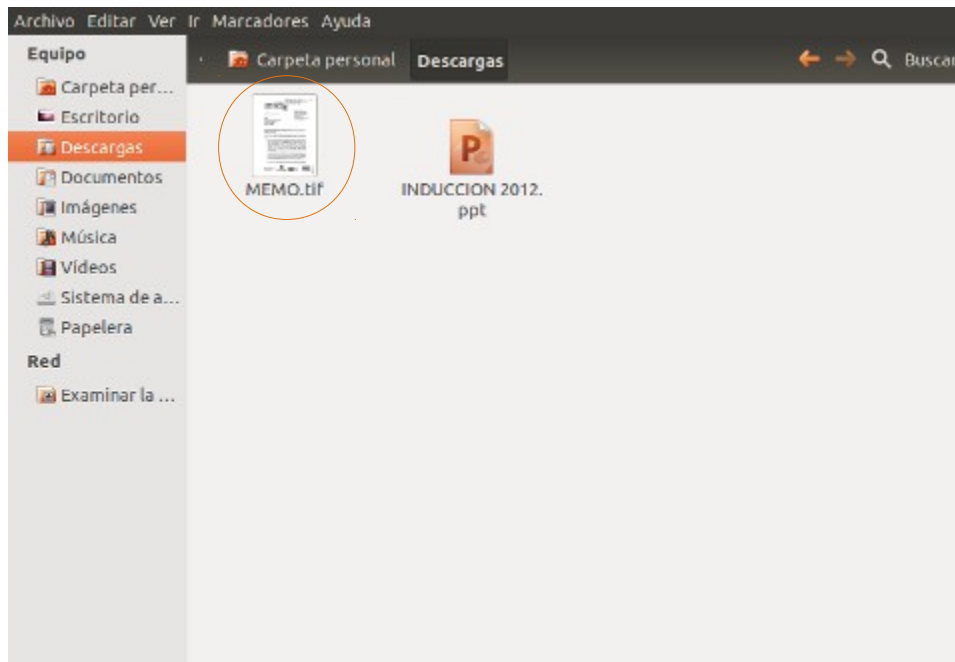 Archivo Editar Ver Ir Marcadores Ayuda
Equipo
Carpeta per...
Escritorio
Descargas
Documentos
Imágenes
Música
Vídeos
Sistema de a...
Papelera
Red
Examinar la ...
Carpeta personal Descargas Buscar
MEMO.tif
INDUCCION 2012.
ppt